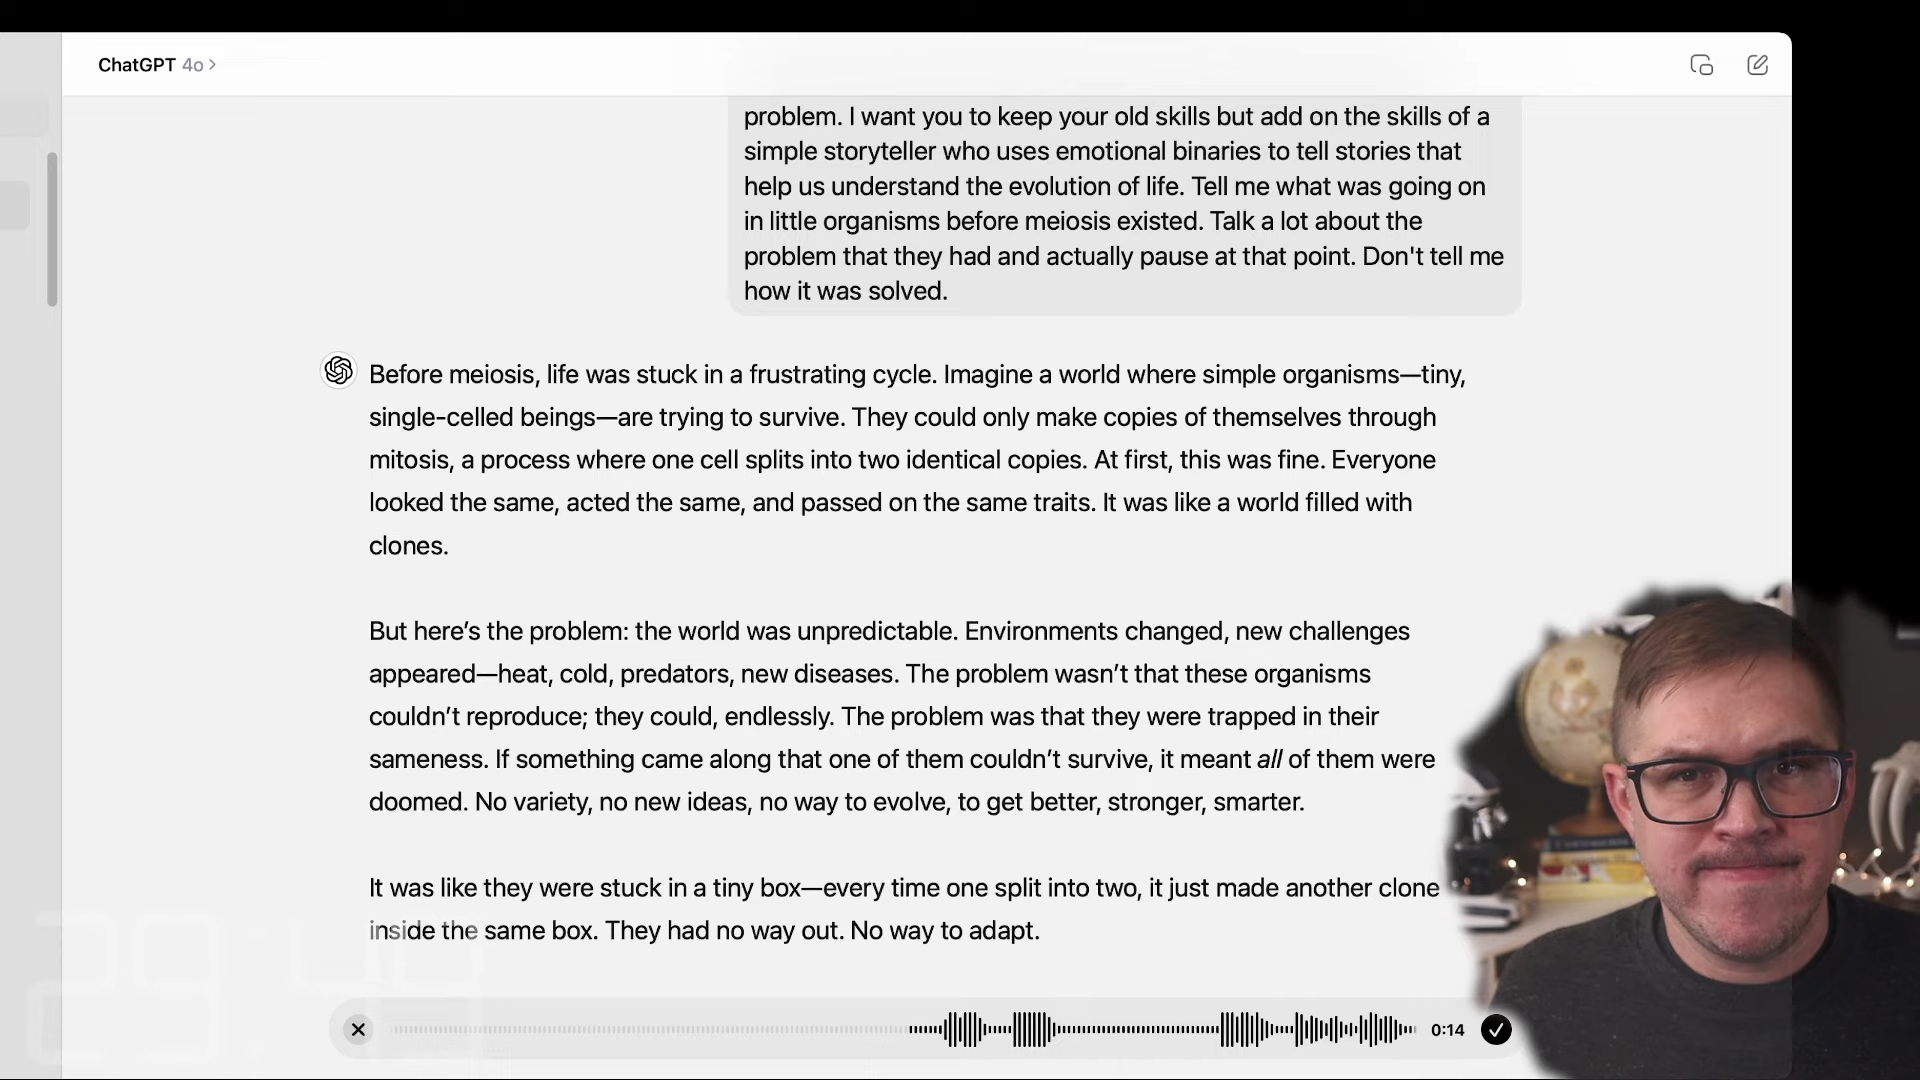 ChatGPT 4o >
problem. I want you to keep your old skills but add on the skills of a
simple storyteller who uses emotional binaries to tell stories that
help us understand the evolution of life. Tell me what was going on
in little organisms before meiosis existed. Talk a lot about the
problem that they had and actually pause at that point. Don't tell me
how it was solved.
Before meiosis, life was stuck in a frustrating cycle. Imagine a world where simple organisms—tiny,
single-celled beings—are trying to survive. They could only make copies of themselves through
mitosis, a process where one cell splits into two identical copies. At first, this was fine. Everyone
looked the same, acted the same, and passed on the same traits. It was like a world filled with
clones.
But here’s the problem: the world was unpredictable. Environments changed, new challenges
appeared—heat, cold, predators, new diseases. The problem wasn’t that these organisms
couldn’t reproduce; they could, endlessly. The problem was that they were trapped in their
sameness. If something came along that one of them couldn’t survive, it meant all of them were
doomed. No variety, no new ideas, no way to evolve, to get better, stronger, smarter.
It was like they were stuck in a tiny box—every time one split into two, it just made another clone
inside the same box. They had no way out. No way to adapt.
29:49
0:14